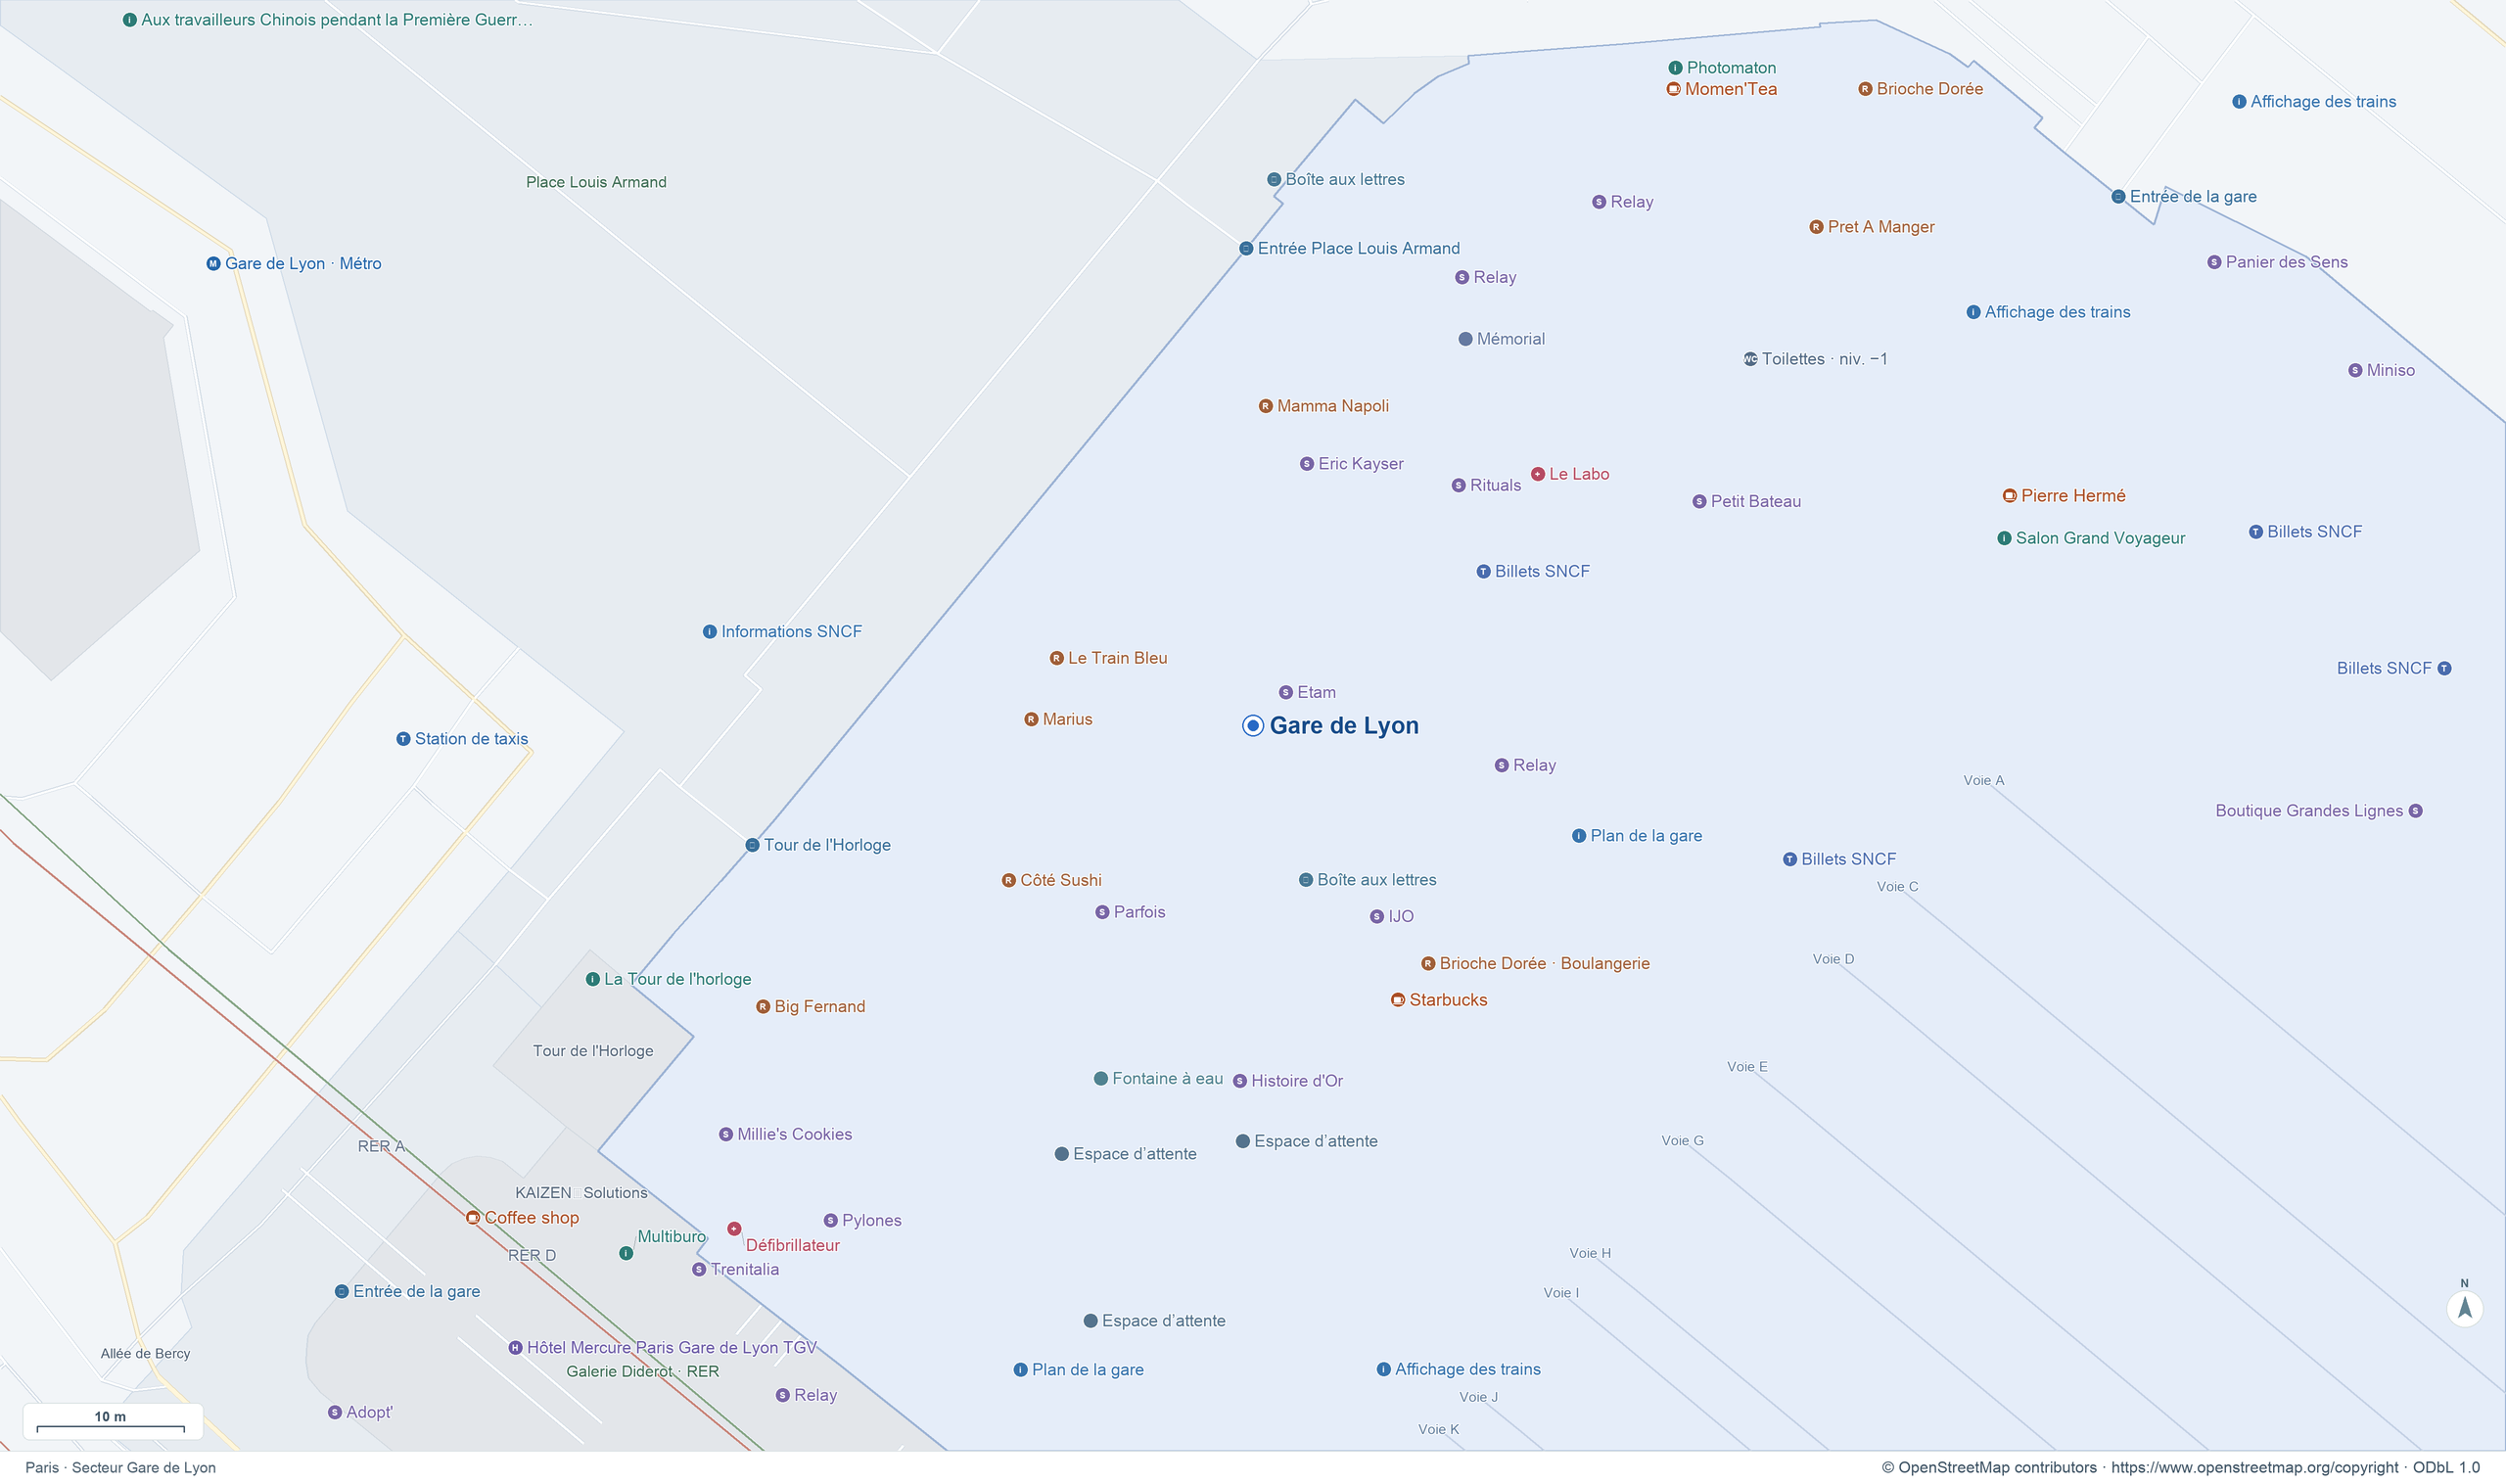 Aux travailleurs Chinois pendant la Première Guerr…
Photomaton
Momen'Tea
Brioche Dorée
Affichage des trains
Place Louis Armand
Boîte aux lettres
Relay
Entrée de la gare
Pret A Manger
Entrée Place Louis Armand
Gare de Lyon · Métro
Panier des Sens
Relay
Affichage des trains
Mémorial
Toilettes · niv. −1
Miniso
Mamma Napoli
Eric Kayser
Le Labo
Rituals
Petit Bateau
Pierre Hermé
Billets SNCF
Salon Grand Voyageur
Billets SNCF
Informations SNCF
Le Train Bleu
Billets SNCF
Etam
Marius
Gare de Lyon
Station de taxis
Relay
Voie A
Boutique Grandes Lignes
Plan de la gare
Tour de l'Horloge
Billets SNCF
Côté Sushi
Boîte aux lettres
Voie C
Parfois
IJO
Voie D
Brioche Dorée · Boulangerie
La Tour de l'horloge
Starbucks
Big Fernand
Tour de l'Horloge
Voie E
Fontaine à eau
Histoire d'Or
Millie's Cookies
Voie G
Espace d’attente
RER A
Espace d’attente
KAIZEN Solutions
Coffee shop
Pylones
Multiburo
Défibrillateur
RER D
Voie H
Trenitalia
N
Entrée de la gare
Voie I
Espace d’attente
Hôtel Mercure Paris Gare de Lyon TGV
Allée de Bercy
Galerie Diderot · RER
Plan de la gare
Affichage des trains
Relay
Voie J
Adopt'
10 m
Voie K
Paris · Secteur Gare de Lyon
© OpenStreetMap contributors · https://www.openstreetmap.org/copyright · ODbL 1.0